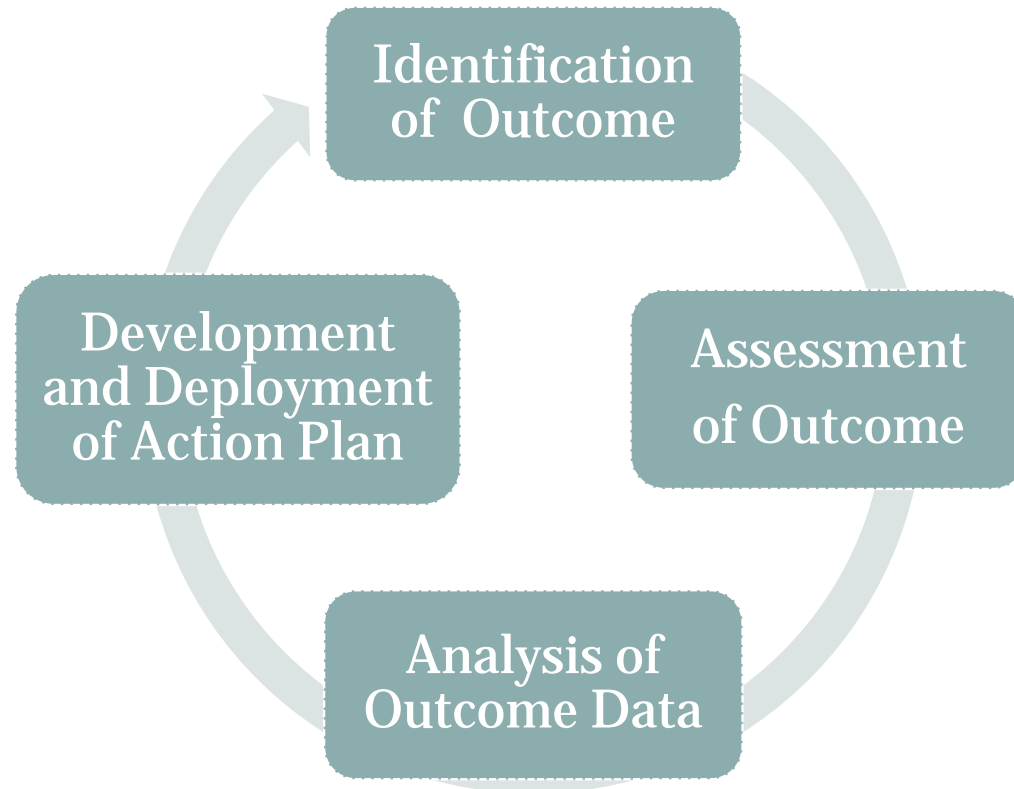 Identification
of Outcome
Assessment
of Outcome
Analysis of
Outcome Data
Development
and Deployment
of Action Plan